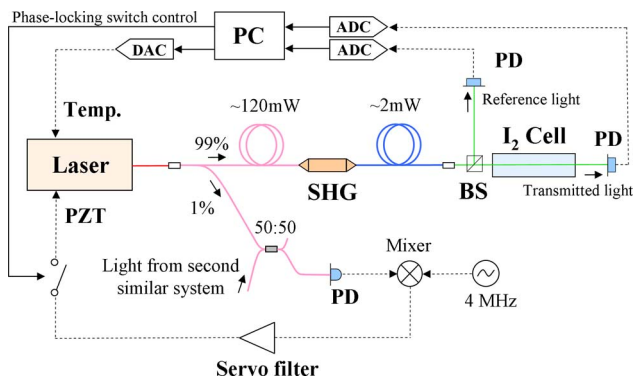 Phase-locking switch control
PC
ADC
ADC
DAC
PD
Temp.
~120mW
~2mW
Reference light
I2 Cell
PD
99%
Laser
SHG
BS
Transmitted light
PZT
1%
50:50
Mixer
Light from second
similar system
PD
4 MHz
Servo filter